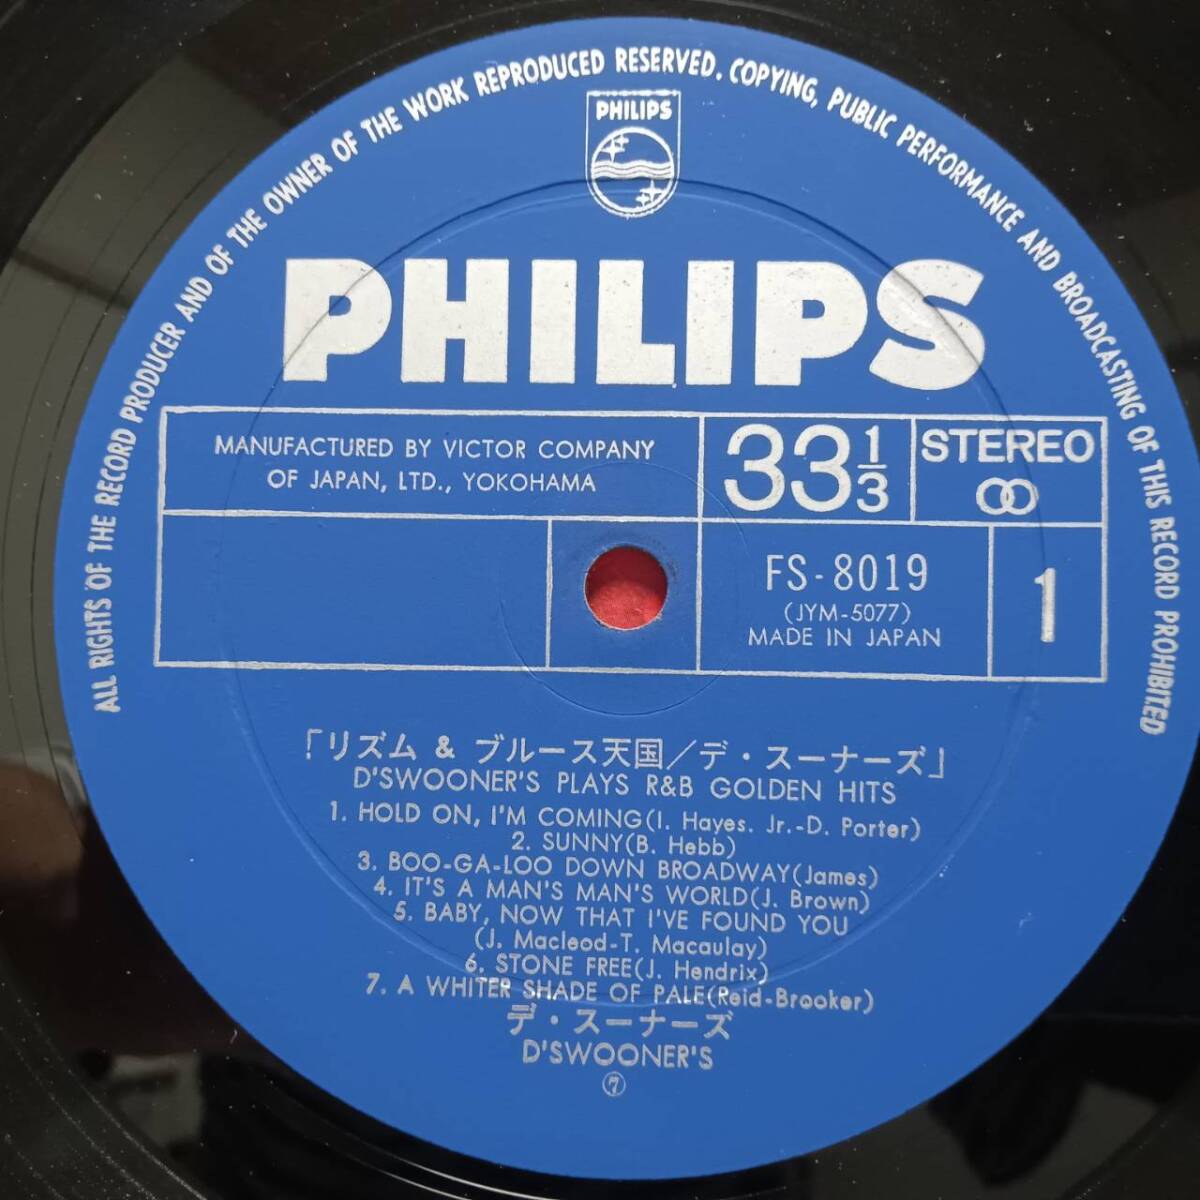 ALL RIGHTS OF THE RECORD PRODUCER AND OF THE OWNER OF THE WORK REPRODUCED RESERVED. COPYING, PUBLIC PERFORMANCE AND BROADCASTING OF THIS RECORD PROHIBITED
PHILIPS
PHILIPS
MANUFACTURED BY VICTOR COMPANY
OF JAPAN, LTD., YOKOHAMA
33 1/3
STEREO
FS-8019
(JYM-5077)
MADE IN JAPAN
1
「リズム & ブルース天国/デ・スーナーズ」
D'SWOONER'S PLAYS R&B GOLDEN HITS
1. HOLD ON, I'M COMING(I. Hayes. Jr.-D. Porter)
2. SUNNY(B. Hebb)
3. BOO-GA-LOO DOWN BROADWAY(James)
4. IT'S A MAN'S MAN'S WORLD(J. Brown)
5. BABY, NOW THAT I'VE FOUND YOU
(J. Macleod-T. Macaulay)
6. STONE FREE(J. Hendrix)
7. A WHITER SHADE OF PALE(Reid-Brooker)
デ・スーナーズ
D'SWOONER'S
⑦